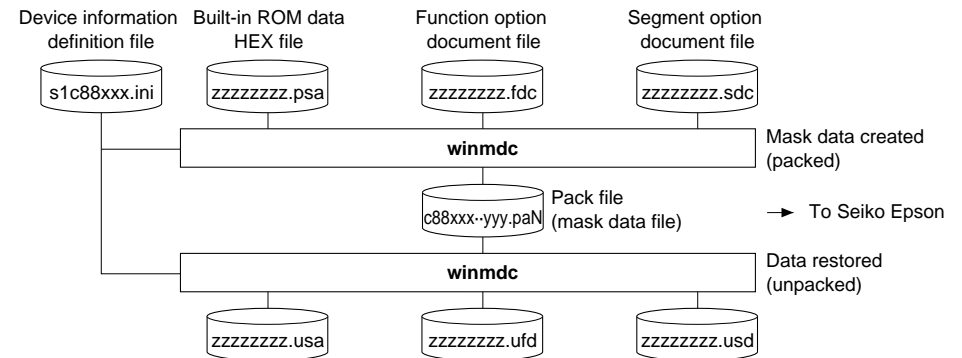 Device information
definition file
Built-in ROM data
HEX file
Function option
document file
Segment option
document file
s1c88xxx.ini
zzzzzzzz.psa
zzzzzzzz.fdc
zzzzzzzz.sdc
winmdc
Mask data created
(packed)
c88xxx··yyy.paN
Pack file
(mask data file)
To Seiko Epson
winmdc
Data restored
(unpacked)
zzzzzzzz.usa
zzzzzzzz.ufd
zzzzzzzz.usd